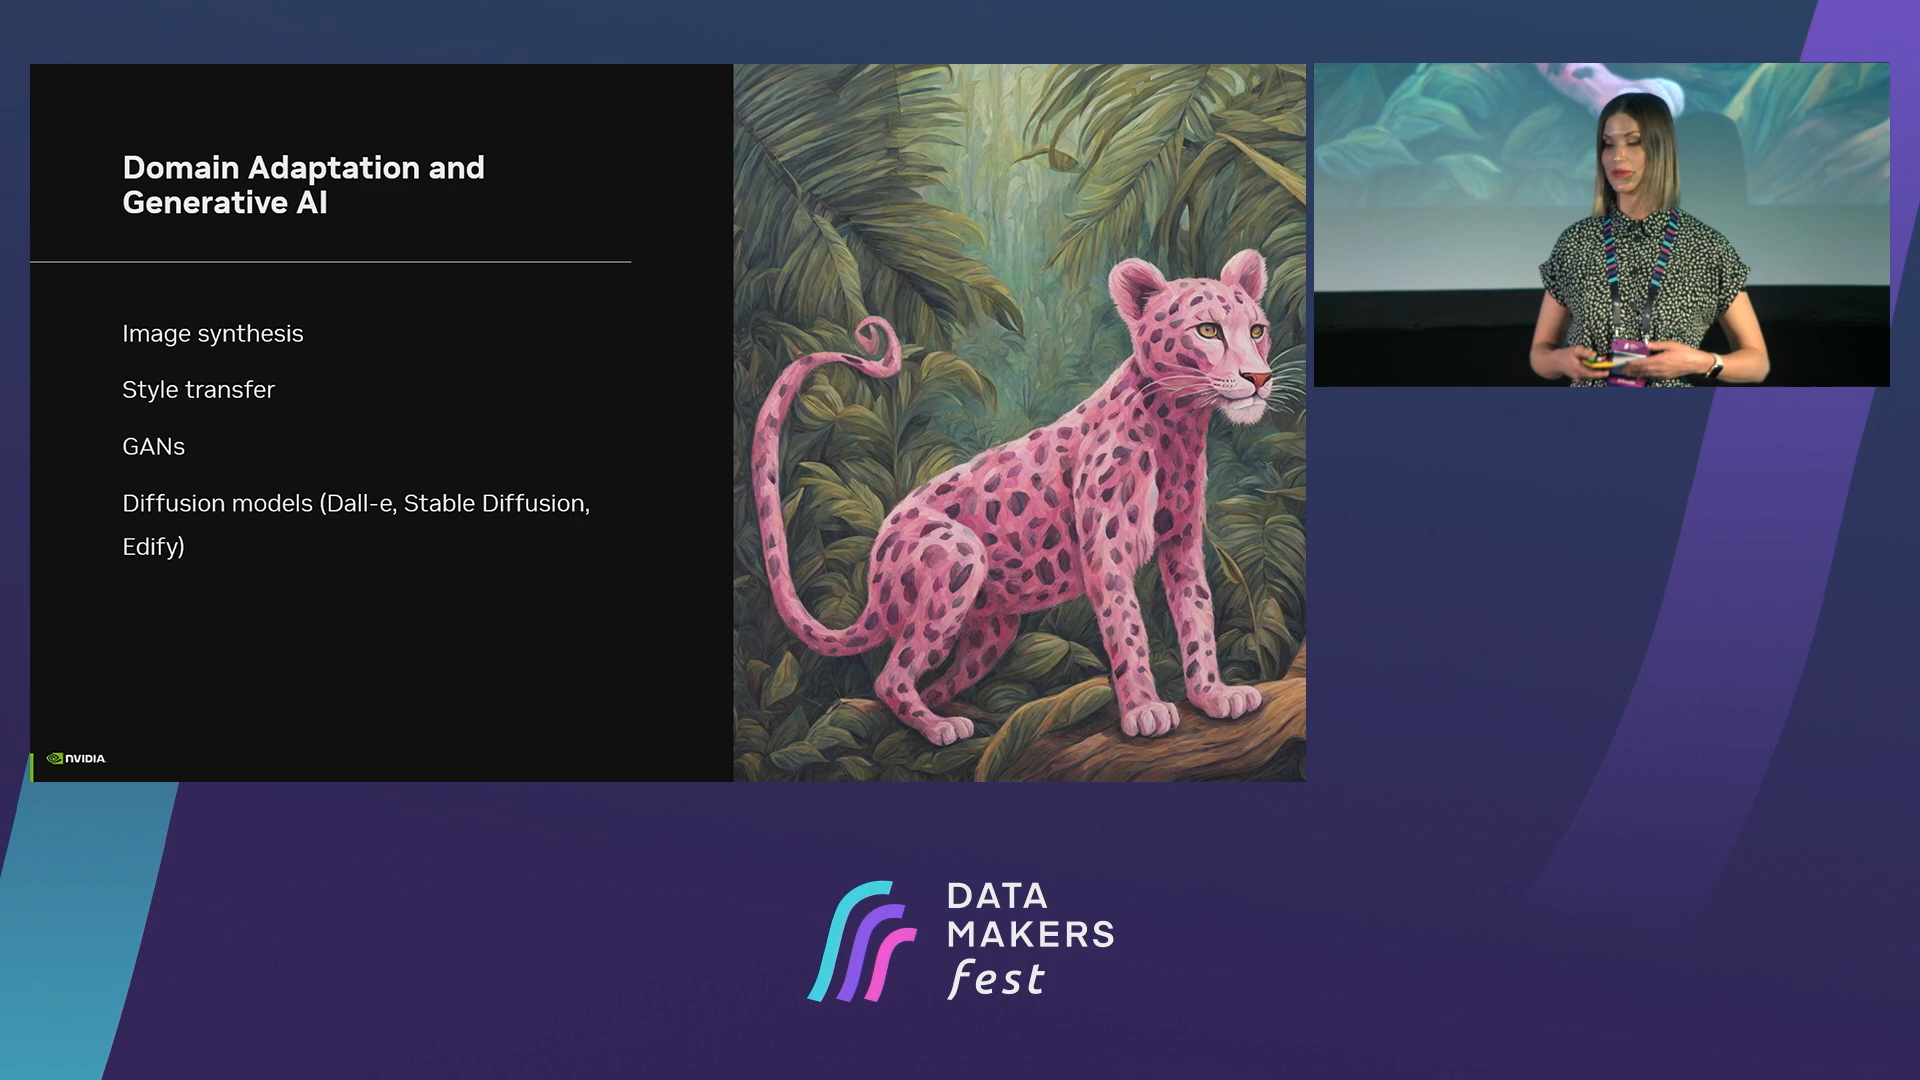 Domain Adaptation and
Generative AI
Image synthesis
Style transfer
GANs
Diffusion models (Dall-e, Stable Diffusion,
Edify)
NVIDIA
DATA
MAKERS
fest